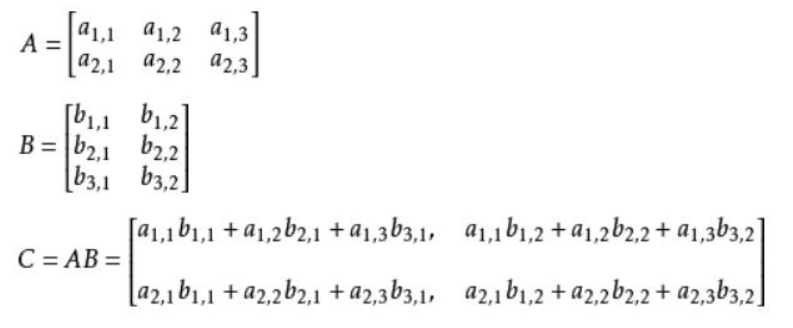 A = [a1,1 a1,2 a1,3
a2,1 a2,2 a2,3]
B = [b1,1 b1,2
b2,1 b2,2
b3,1 b3,2]
C = AB = [a1,1b1,1 + a1,2b2,1 + a1,3b3,1, a1,1b1,2 + a1,2b2,2 + a1,3b3,2
a2,1b1,1 + a2,2b2,1 + a2,3b3,1, a2,1b1,2 + a2,2b2,2 + a2,3b3,2]